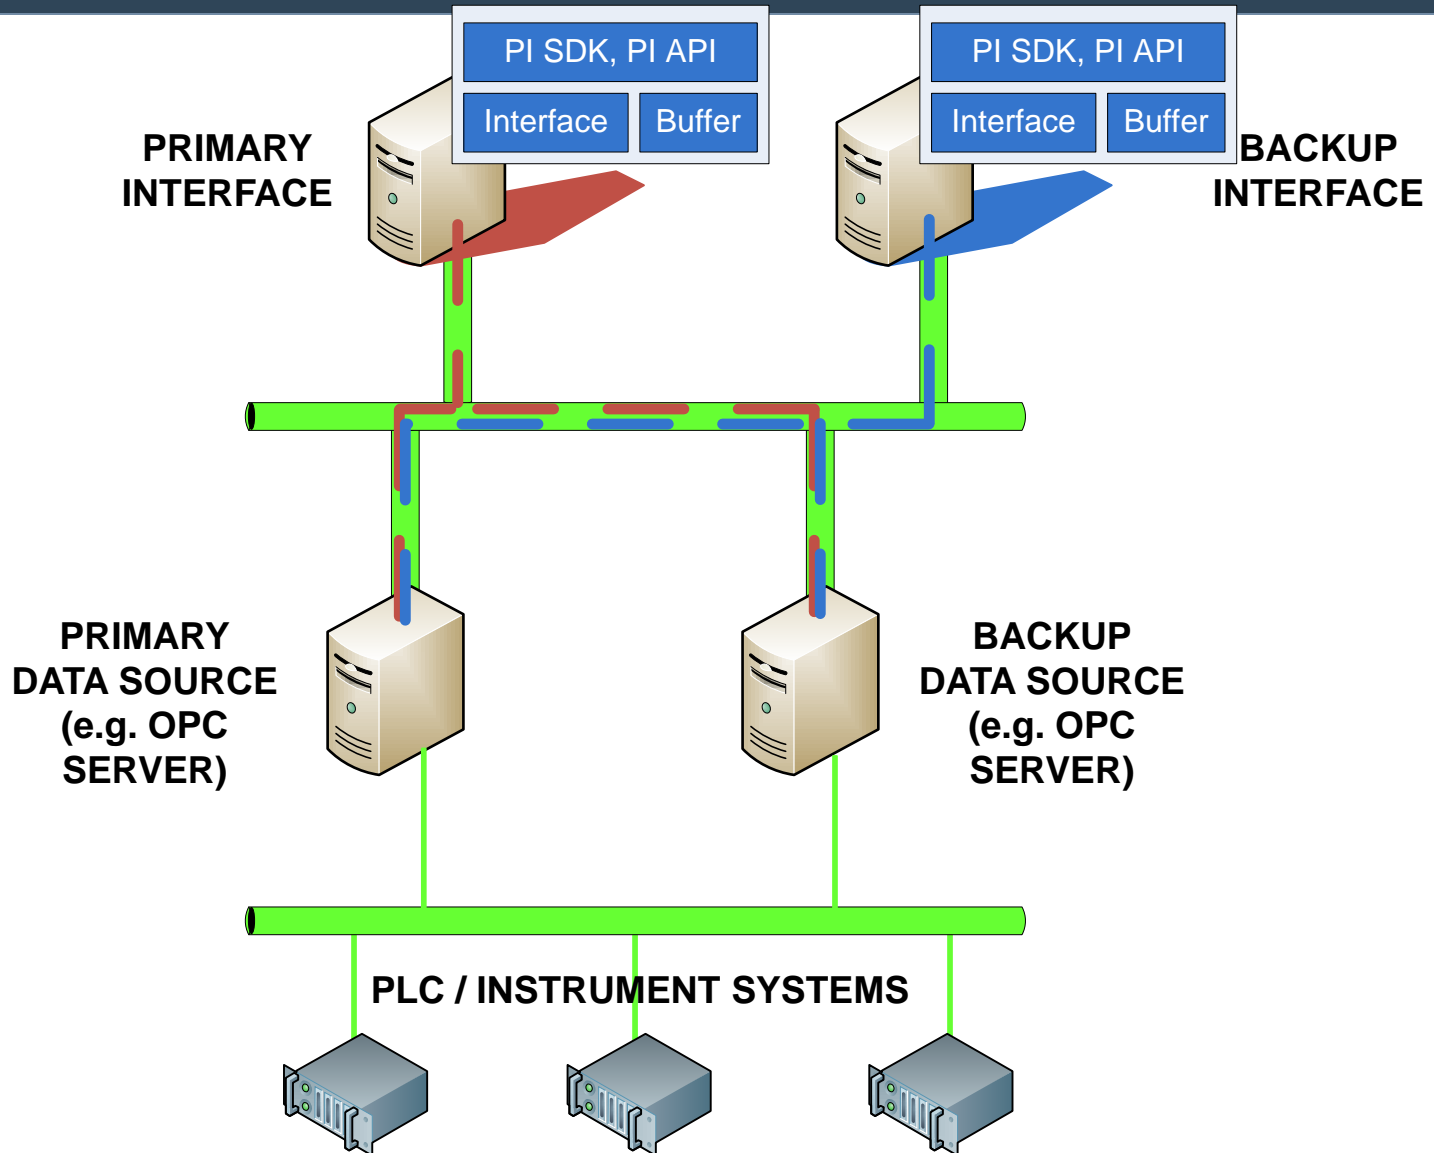 PI SDK, PI API
Interface
Buffer
PI SDK, PI API
Interface
Buffer
PRIMARY
INTERFACE
BACKUP
INTERFACE
PRIMARY
DATA SOURCE
(e.g. OPC
SERVER)
BACKUP
DATA SOURCE
(e.g. OPC
SERVER)
PLC / INSTRUMENT SYSTEMS